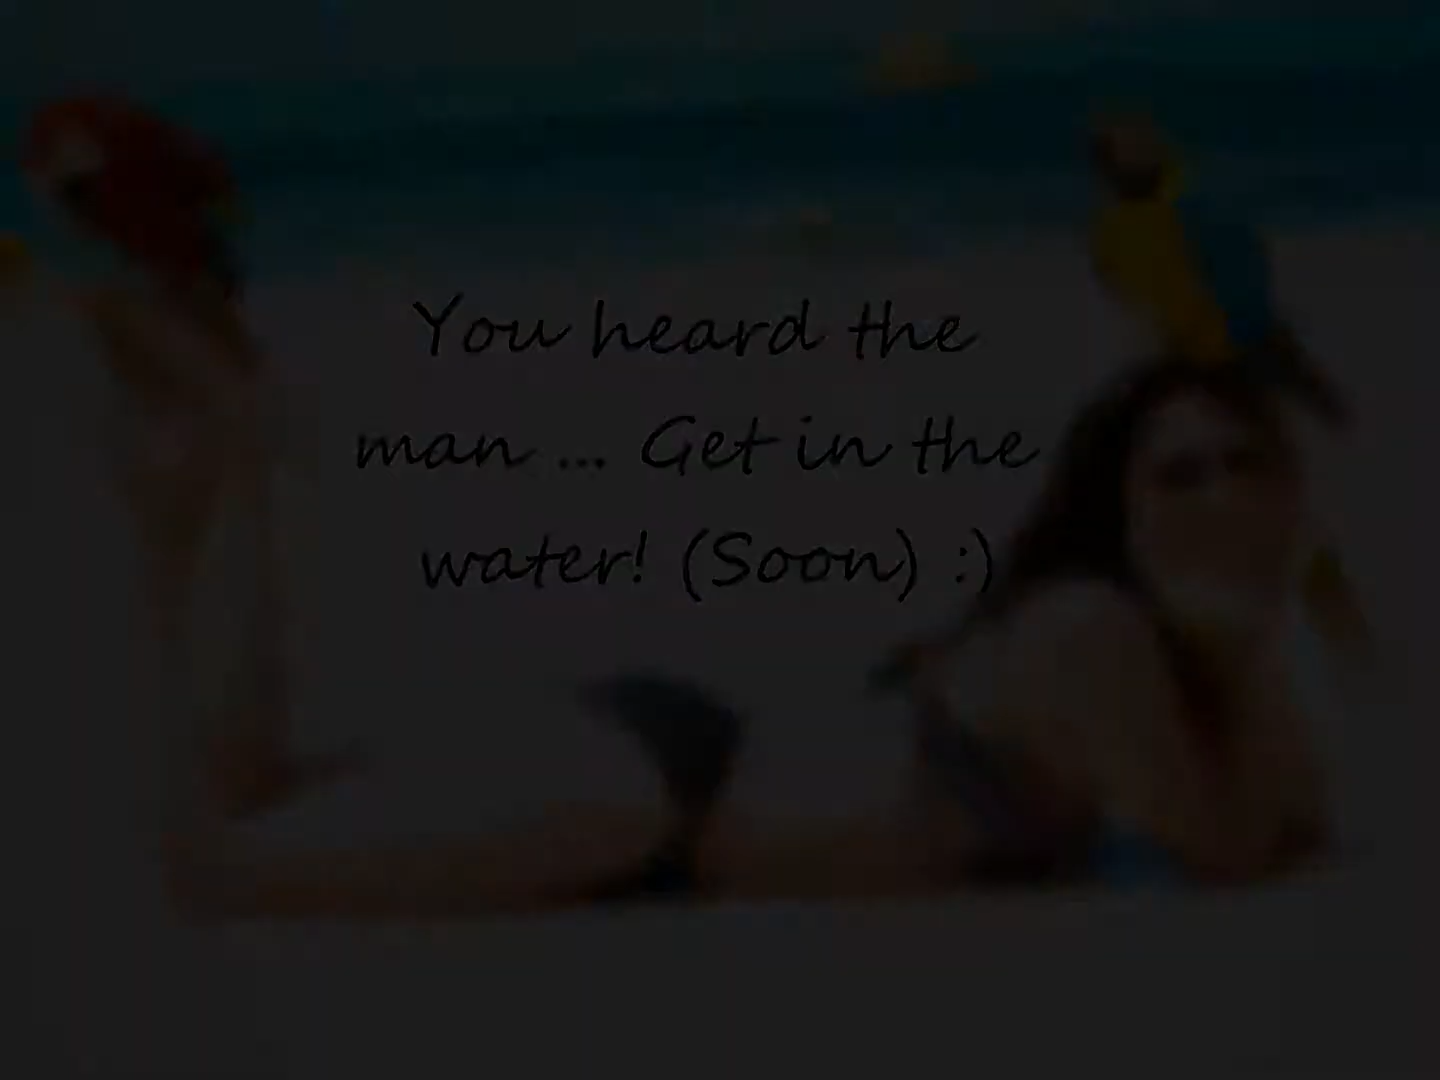 You heard the
man ... Get in the
water! (Soon) :)